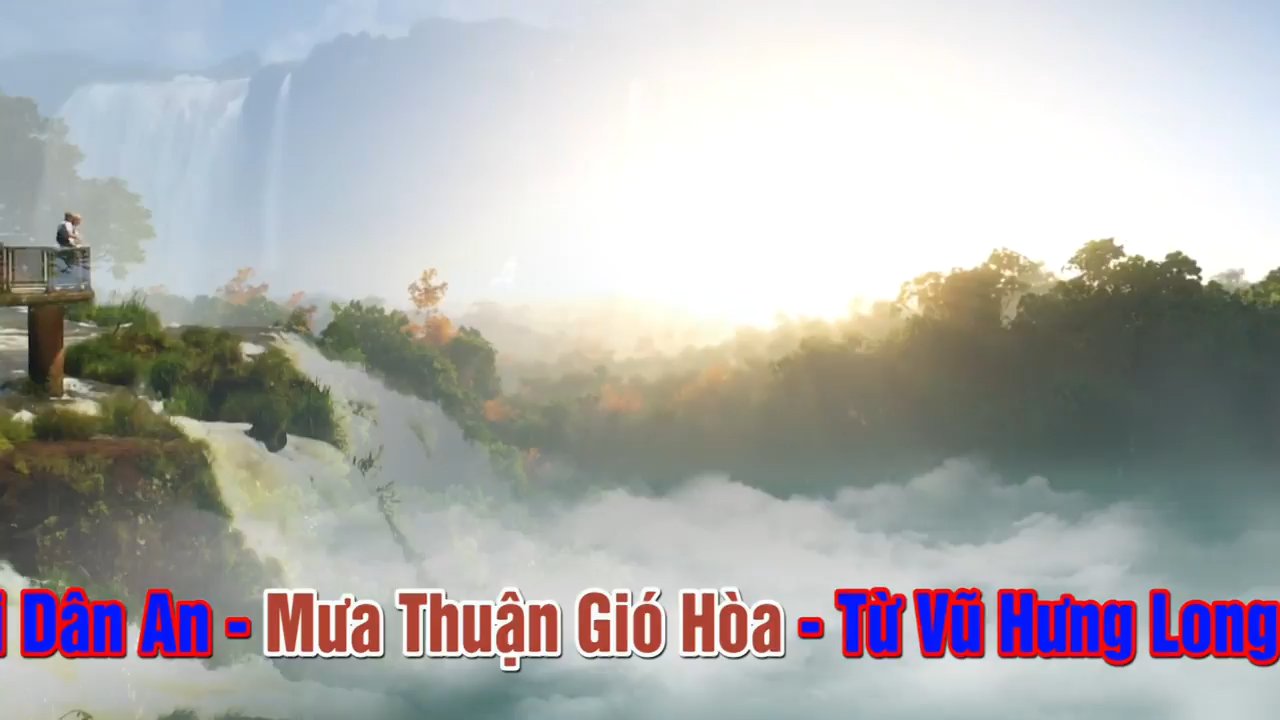 Dân An - Mưa Thuận Gió Hòa - Từ Vũ Hưng Long